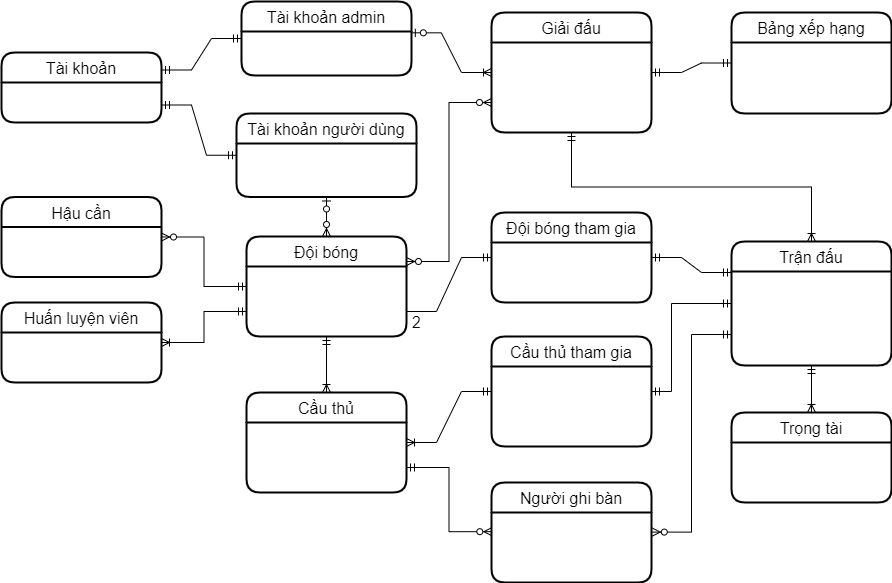 Tài khoản admin
Giải đấu
Bảng xếp hạng
Tài khoản
Tài khoản người dùng
Hậu cần
Đội bóng
Đội bóng tham gia
Trận đấu
Huấn luyện viên
2
Cầu thủ tham gia
Cầu thủ
Trọng tài
Người ghi bàn